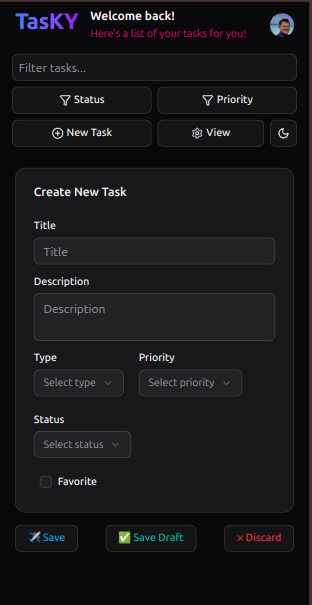 TasKY
Welcome back!
Here's a list of your tasks for you!
Filter tasks...
Status
Priority
New Task
View
Create New Task
Title
Title
Description
Description
Type
Priority
Select type
Select priority
Status
Select status
Favorite
Save
Save Draft
Discard